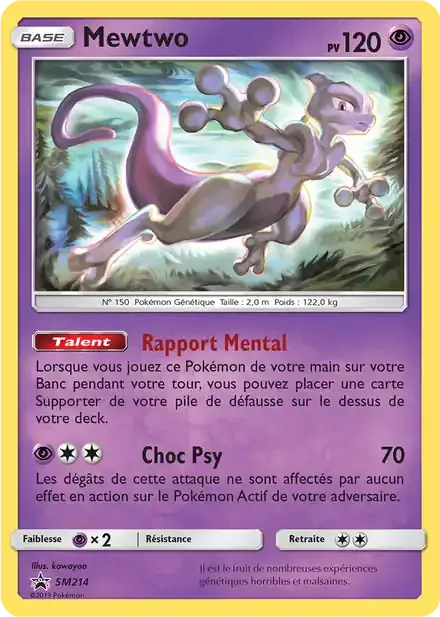 BASE Mewtwo PV 120
N° 150 Pokémon Génétique Taille : 2,0 m Poids : 122,0 kg
Talent Rapport Mental
Lorsque vous jouez ce Pokémon de votre main sur votre
Banc pendant votre tour, vous pouvez placer une carte
Supporter de votre pile de défausse sur le dessus de
votre deck.
Choc Psy 70
Les dégâts de cette attaque ne sont affectés par aucun
effet en action sur le Pokémon Actif de votre adversaire.
Faiblesse ×2 Résistance Retraite
Illus. kawayoo
PROMO SM214
©2019 Pokémon
Il est le fruit de nombreuses expériences
génétiques horribles et malsaines.